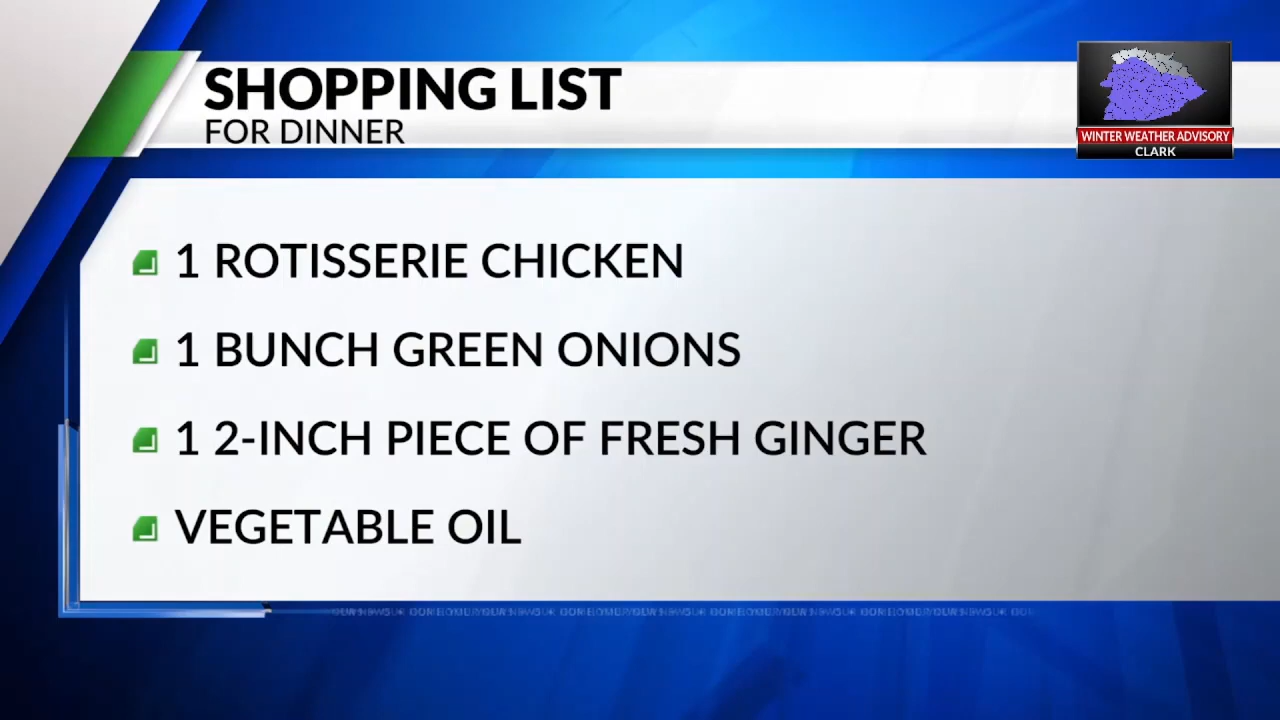 SHOPPING LIST
FOR DINNER
WINTER WEATHER ADVISORY
CLARK
1 ROTISSERIE CHICKEN
1 BUNCH GREEN ONIONS
1 2-INCH PIECE OF FRESH GINGER
VEGETABLE OIL